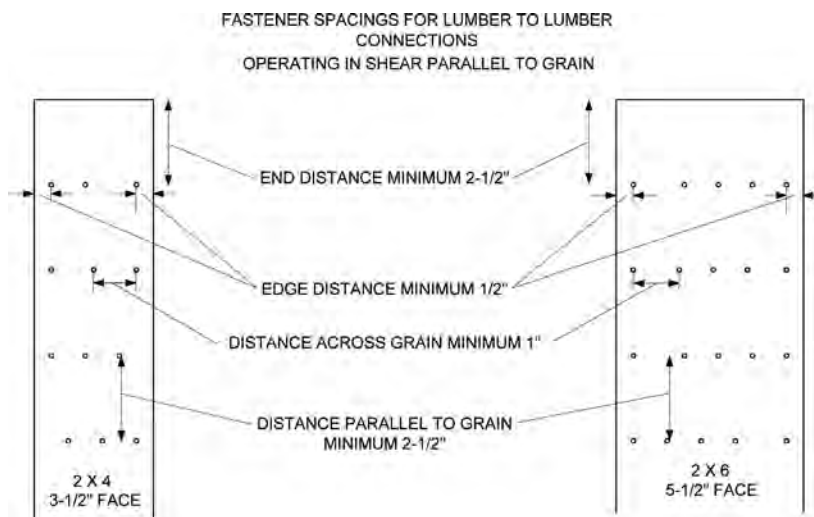 FASTENER SPACINGS FOR LUMBER TO LUMBER
CONNECTIONS
OPERATING IN SHEAR PARALLEL TO GRAIN
END DISTANCE MINIMUM 2-1/2"
EDGE DISTANCE MINIMUM 1/2"
DISTANCE ACROSS GRAIN MINIMUM 1"
DISTANCE PARALLEL TO GRAIN
MINIMUM 2-1/2"
2 X 4
3-1/2" FACE
2 X 6
5-1/2" FACE